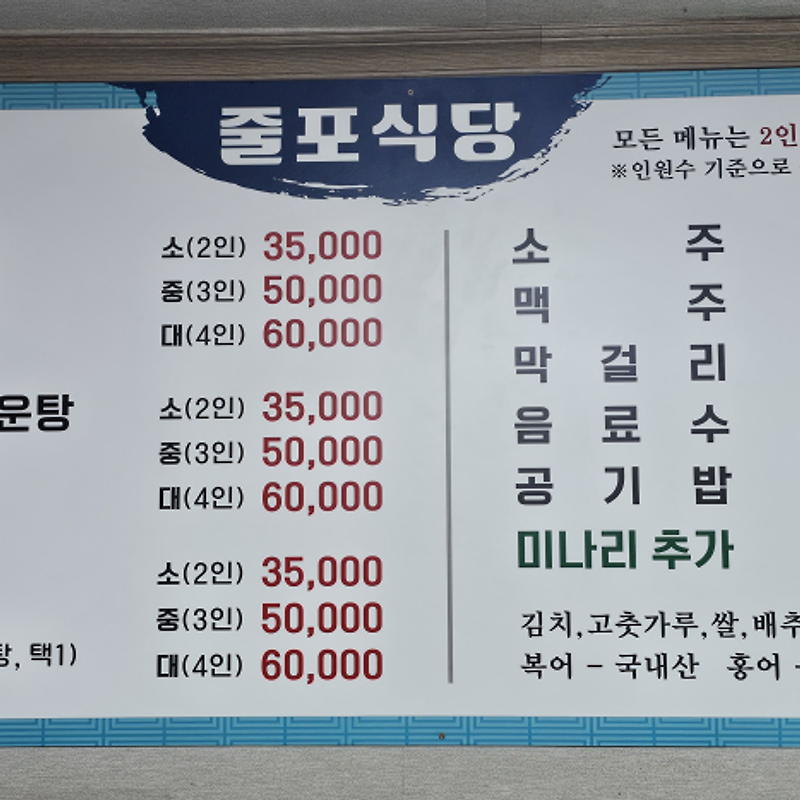 줄포식당
모든 메뉴는 2인
※인원수 기준으로
소(2인) 35,000
중(3인) 50,000
대(4인) 60,000
운탕
소(2인) 35,000
중(3인) 50,000
대(4인) 60,000
소(2인) 35,000
중(3인) 50,000
탕, 택1)
대(4인) 60,000
소 주
맥 주
막 걸 리
음 료 수
공 기 밥
미나리 추가
김치,고춧가루,쌀,배추
복어 - 국내산 홍어 -